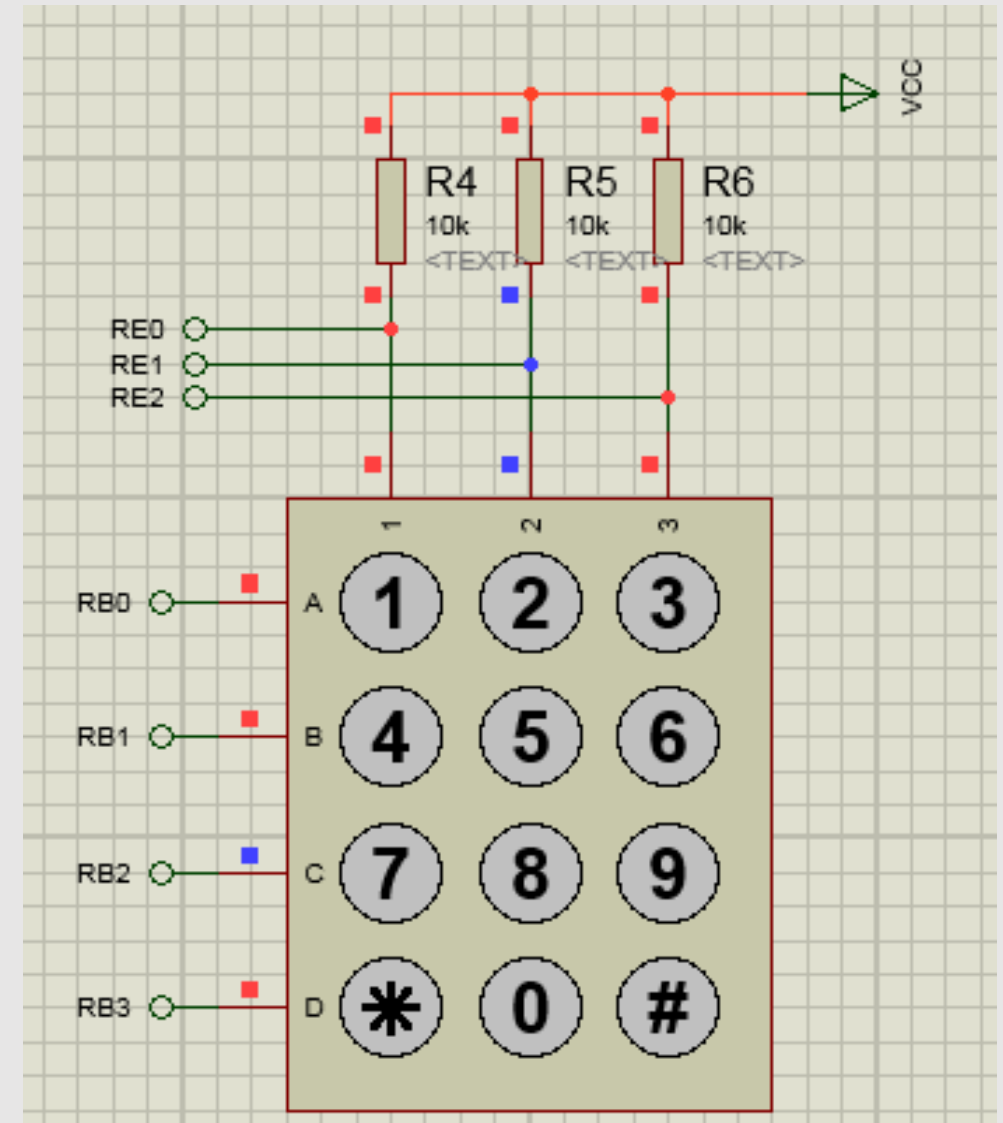 VCC
R4 R5 R6
10k 10k 10k
<TEXT> <TEXT> <TEXT>
RE0
RE1
RE2
1 2 3
RB0 A 1 2 3
RB1 B 4 5 6
RB2 C 7 8 9
RB3 D * 0 #